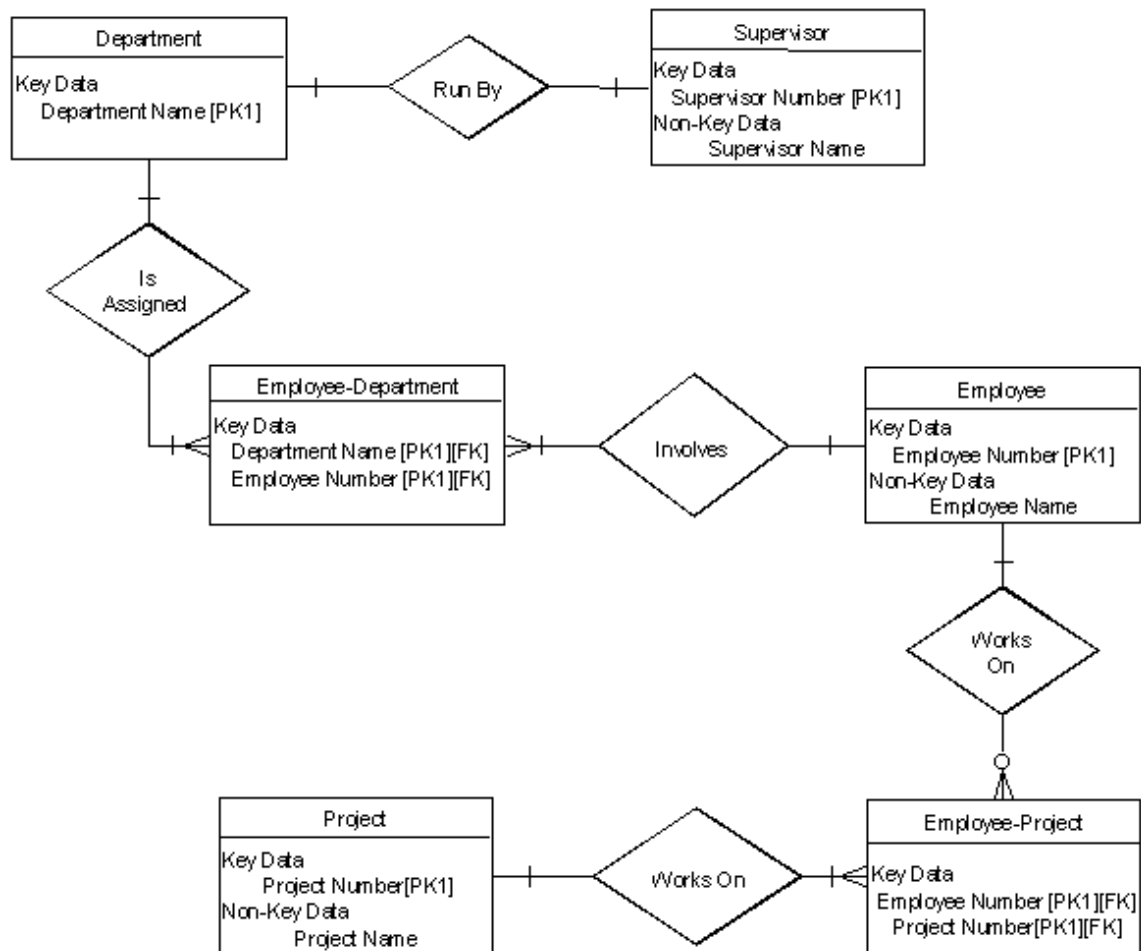 Department
Key Data
Department Name [PK1]
Run By
Supervisor
Key Data
Supervisor Number [PK1]
Non-Key Data
Supervisor Name
Is
Assigned
Employee-Department
Key Data
Department Name [PK1][FK]
Employee Number [PK1][FK]
Involves
Employee
Key Data
Employee Number [PK1]
Non-Key Data
Employee Name
Works
On
Project
Key Data
Project Number[PK1]
Non-Key Data
Project Name
Works On
Employee-Project
Key Data
Employee Number [PK1][FK]
Project Number[PK1][FK]